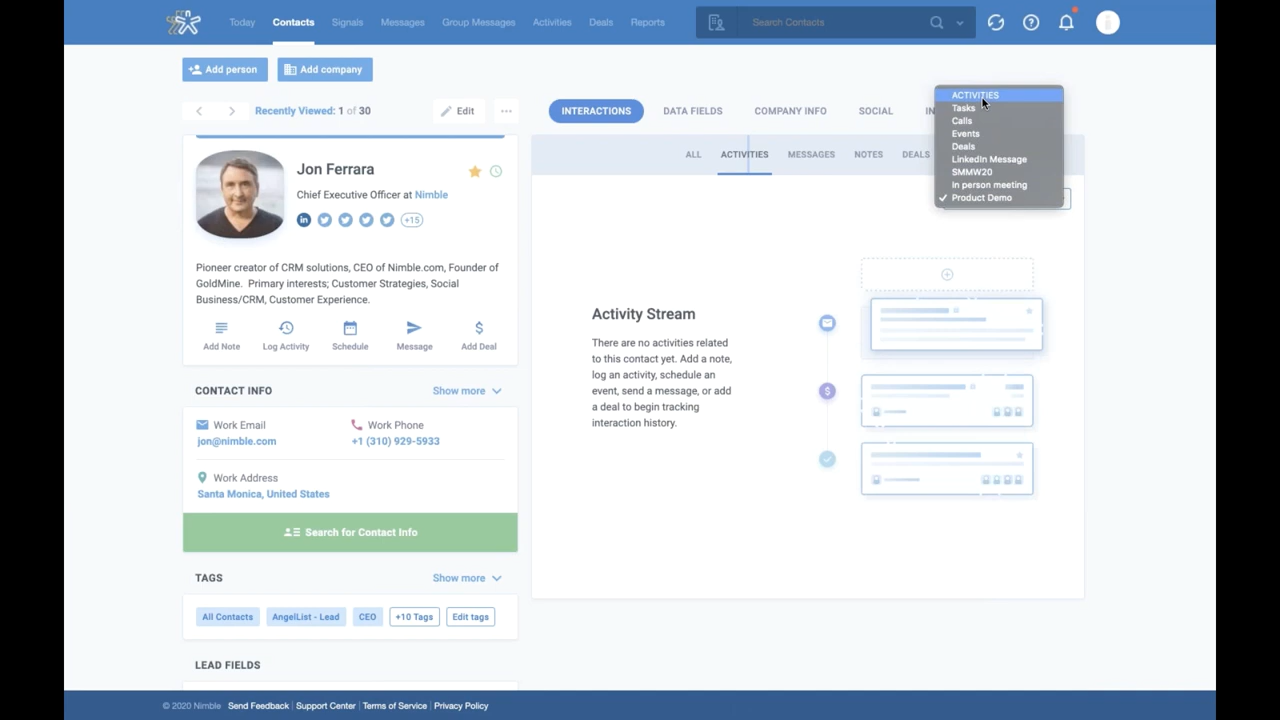 Today Contacts Signals Messages Group Messages Activities Deals Reports Search Contacts
Add person Add company
Recently Viewed: 1 of 30 Edit
Jon Ferrara
Chief Executive Officer at Nimble
+15
Pioneer creator of CRM solutions, CEO of Nimble.com, Founder of
GoldMine. Primary interests; Customer Strategies, Social
Business/CRM, Customer Experience.
Add Note Log Activity Schedule Message Add Deal
CONTACT INFO Show more
Work Email Work Phone
jon@nimble.com +1 (310) 929-5933
Work Address
Santa Monica, United States
Search for Contact Info
TAGS Show more
All Contacts AngelList - Lead CEO +10 Tags Edit tags
LEAD FIELDS
INTERACTIONS DATA FIELDS COMPANY INFO SOCIAL IN
ALL ACTIVITIES MESSAGES NOTES DEALS
ACTIVITIES
Tasks
Calls
Events
Deals
LinkedIn Message
SMMW20
In person meeting
✓ Product Demo
Activity Stream
There are no activities related
to this contact yet. Add a note,
log an activity, schedule an
event, send a message, or add
a deal to begin tracking
interaction history.
© 2020 Nimble Send Feedback | Support Center | Terms of Service | Privacy Policy